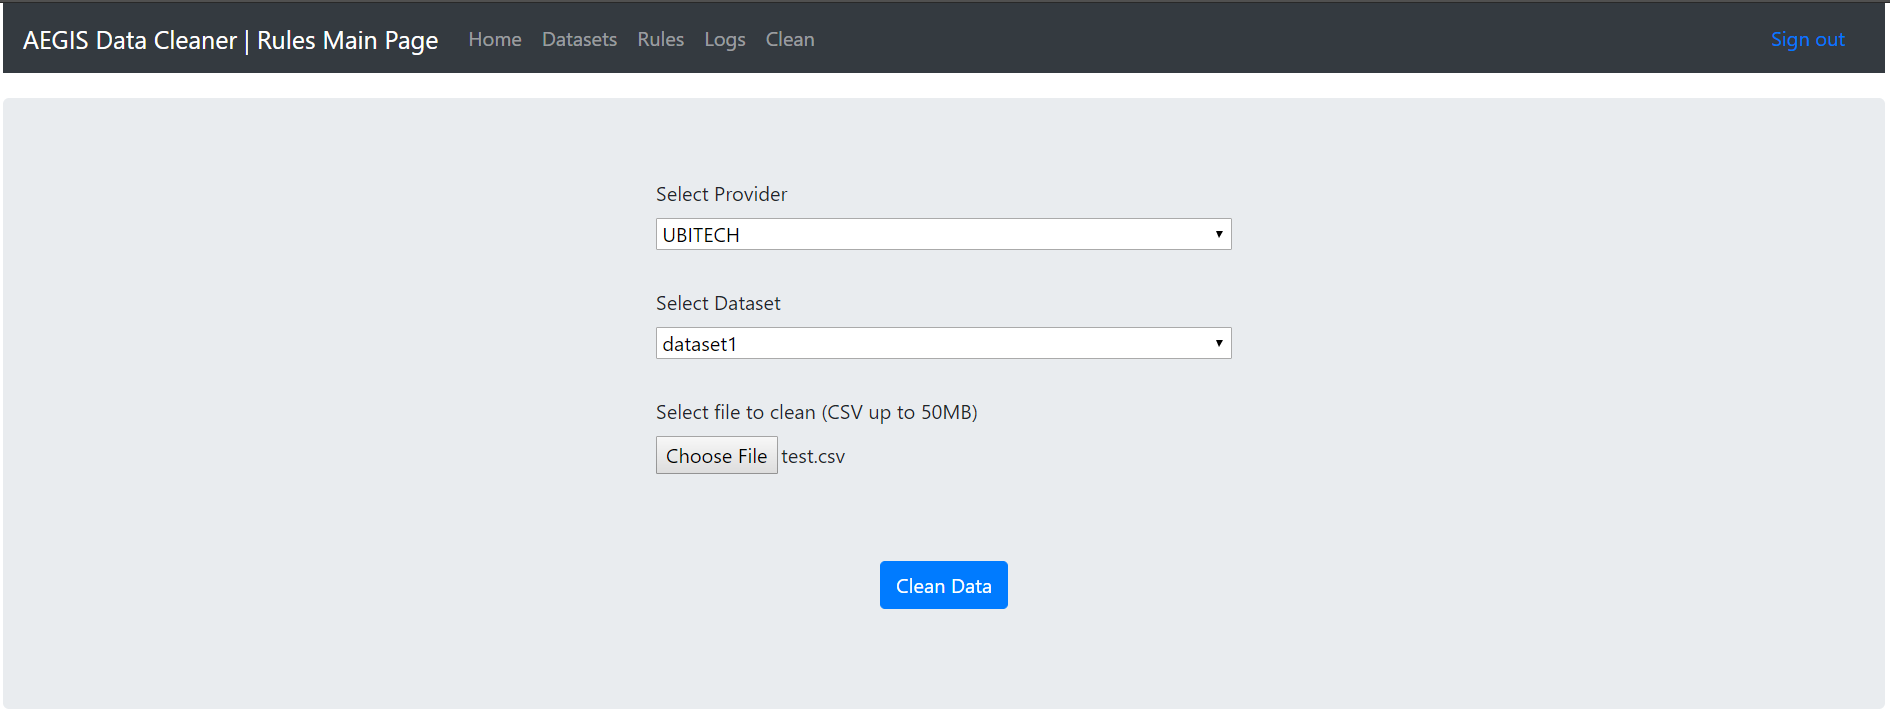 AEGIS Data Cleaner | Rules Main Page Home Datasets Rules Logs Clean Sign out
Select Provider
UBITECH
Select Dataset
dataset1
Select file to clean (CSV up to 50MB)
Choose File test.csv
Clean Data